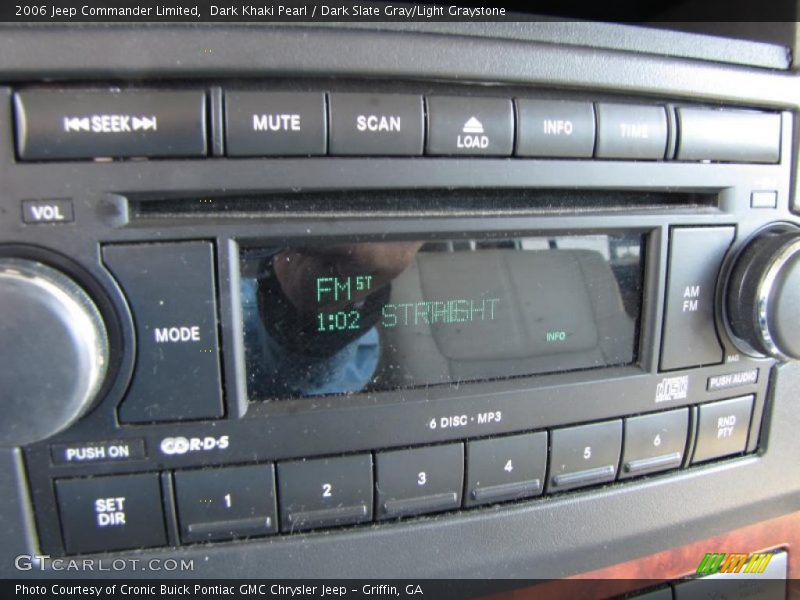 2006 Jeep Commander Limited,  Dark Khaki Pearl / Dark Slate Gray/Light Graystone
SEEK MUTE SCAN LOAD INFO TIME
VOL
FM ST
1:02
INFO
MODE
AM
FM
PUSH AUDIO
6 DISC · MP3
R·D·S
PUSH ON
SET
DIR
1 2 3 4 5 6
RND
PTY
GTCARLOT.COM
Photo Courtesy of Cronic Buick Pontiac GMC Chrysler Jeep - Griffin, GA